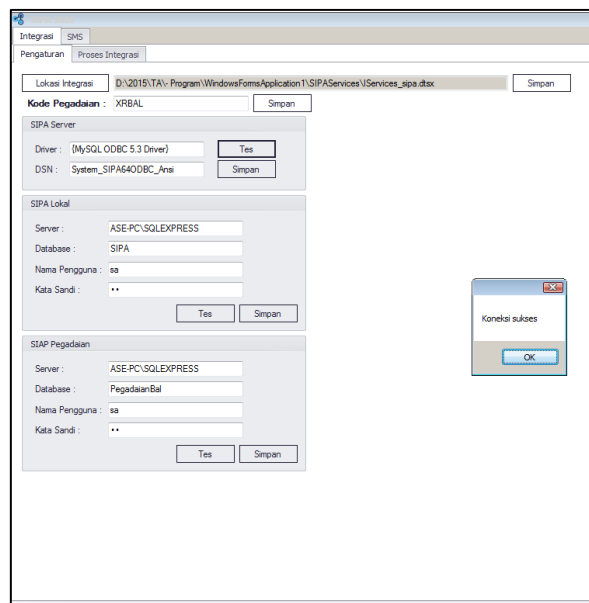 Integrasi SMS
Pengaturan Proses Integrasi
Lokasi Integrasi D:\2015\TA\- Program\WindowsFormsApplication1\SIPAServices\IServices_sipa.dtsx Simpan
Kode Pegadaian : XRBAL Simpan
SIPA Server
Driver : {MySQL ODBC 5.3 Driver} Tes
DSN : System_SIPA64ODBC_Ansi Simpan
SIPA Lokal
Server : ASE-PC\SQLEXPRESS
Database : SIPA
Nama Pengguna : sa
Kata Sandi : ••
Tes Simpan
Koneksi sukses
OK
SIAP Pegadaian
Server : ASE-PC\SQLEXPRESS
Database : PegadaianBal
Nama Pengguna : sa
Kata Sandi : ••
Tes Simpan